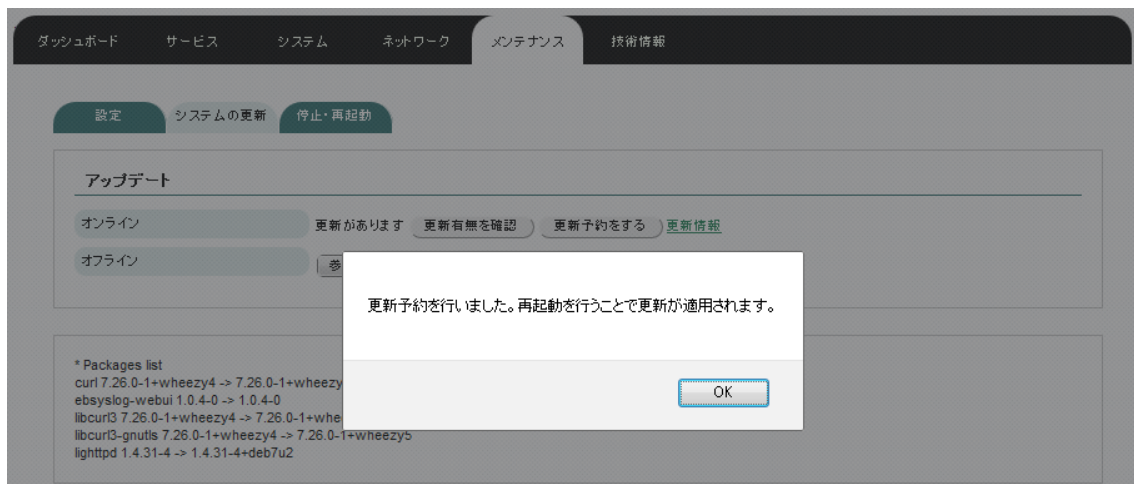 ダッシュボード サービス システム ネットワーク メンテナンス 技術情報
設定 システムの更新 停止・再起動
アップデート
オンライン 更新があります 更新有無を確認 更新予約をする 更新情報
オフライン 参
更新予約を行いました。再起動を行うことで更新が適用されます。
OK
* Packages list
curl 7.26.0-1+wheezy4 -> 7.26.0-1+wheezy
ebsyslog-webui 1.0.4-0 -> 1.0.4-0
libcurl3 7.26.0-1+wheezy4 -> 7.26.0-1+whe
libcurl3-gnutls 7.26.0-1+wheezy4 -> 7.26.0-1+wheezy5
lighttpd 1.4.31-4 -> 1.4.31-4+deb7u2